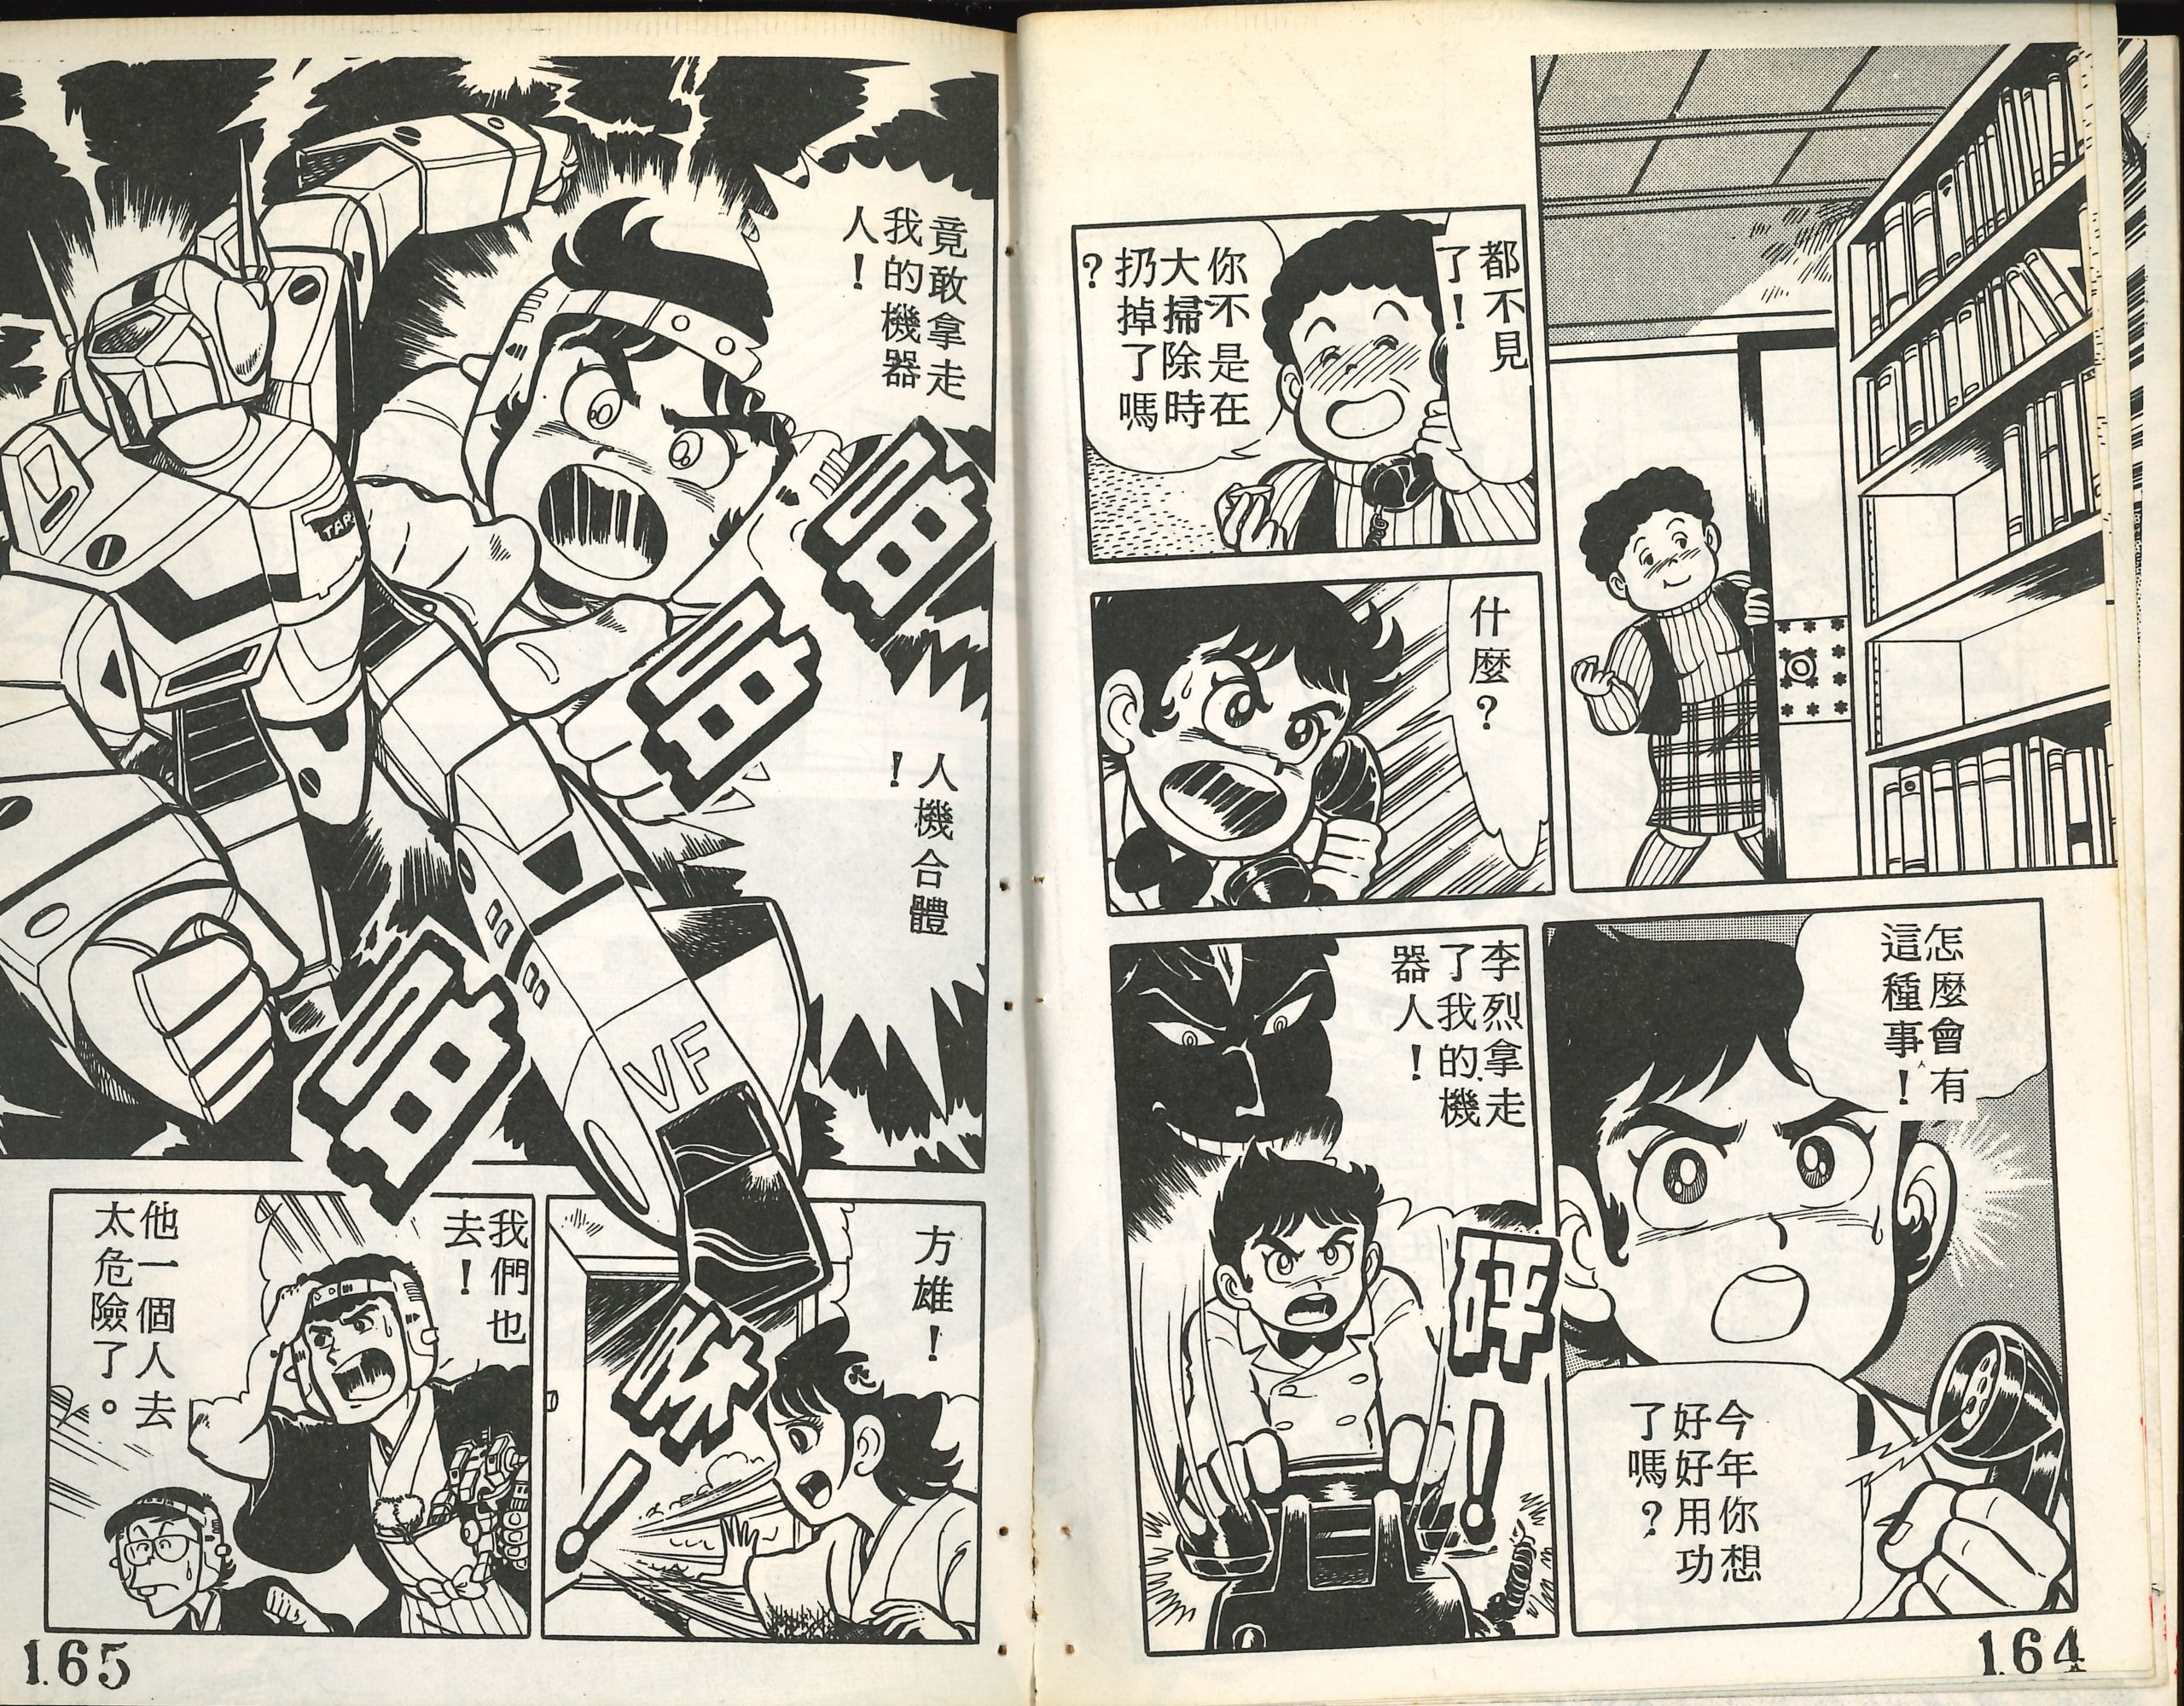 都不見
了！
你不是在
大掃除時
扔掉了嗎
？
什麼？
怎麼會有
這種事！
今年你想
好好用功
了嗎？
李烈拿走
了我的機
器人！
砰！
164
竟敢拿走
我的機器
人！
人機合體
！
TAR
VF
方雄！
咻！
我們也
去！
他一個人去
太危險了。
165